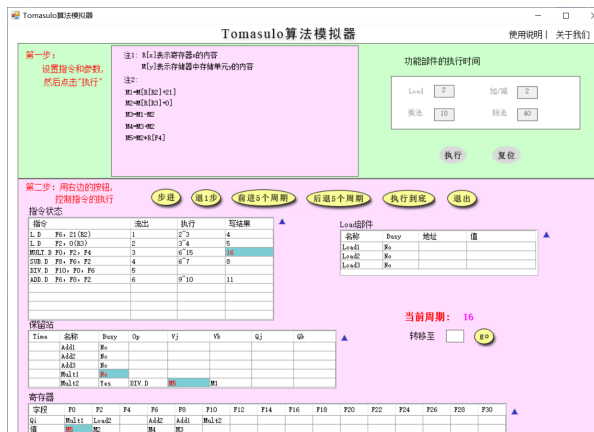 Tomasulo算法模拟器
Tomasulo算法模拟器
使用说明| 关于我们
第一步:
设置指令和参数,
然后点击"执行"
注1: R[x]表示寄存器x的内容
M[y]表示存储器中存储单元y的内容
注2:
M1=M[R[R2]+21]
M2=M[R[R3]+0]
M3=M1-M2
M4=M3+M2
M5=M2*R[F4]
功能部件的执行时间
Load 2 加/减 2
乘法 10 除法 40
执行 复位
第二步: 用右边的按钮,
控制指令的执行
步进 退1步 前进5个周期 后退5个周期 执行到底 退出
指令状态
指令 流出 执行 写结果
L.D F6, 21(R2) 1 2~3 4
L.D F2, 0(R3) 2 3~4 5
MULT.D F0, F2, F4 3 6~15 16
SUB.D F8, F6, F2 4 6~7 8
DIV.D F10, F0, F6 5
ADD.D F6, F8, F2 6 9~10 11
Load部件
名称 Busy 地址 值
Load1 No
Load2 No
Load3 No
当前周期: 16
转移至 go
保留站
Time 名称 Busy Op Vj Vk Qj Qk
Add1 No
Add2 No
Add3 No
Mult1 No
Mult2 Yes DIV.D M5 M1
寄存器
字段 F0 F2 F4 F6 F8 F10 F12 F14 F16 F18 F20 F22 F24 F26 F28 F30
Qi Mult1 Load2 Add2 Add1 Mult2
值 M5 M2 M4 M3